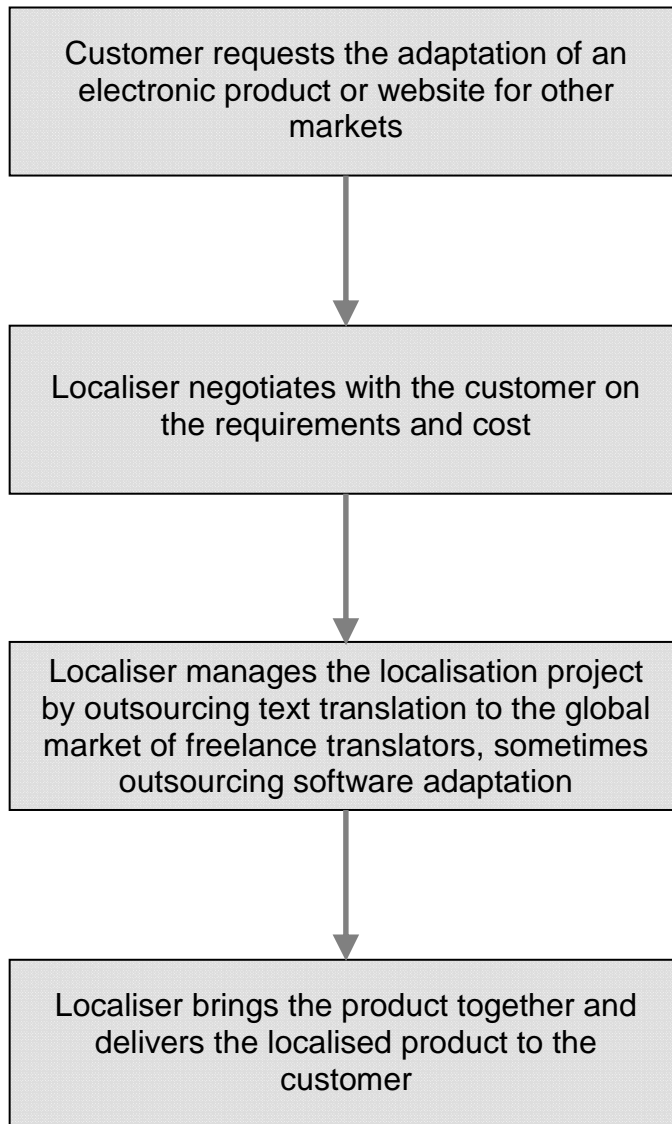 Customer requests the adaptation of an
electronic product or website for other
markets
Localiser negotiates with the customer on
the requirements and cost
Localiser manages the localisation project
by outsourcing text translation to the global
market of freelance translators, sometimes
outsourcing software adaptation
Localiser brings the product together and
delivers the localised product to the
customer